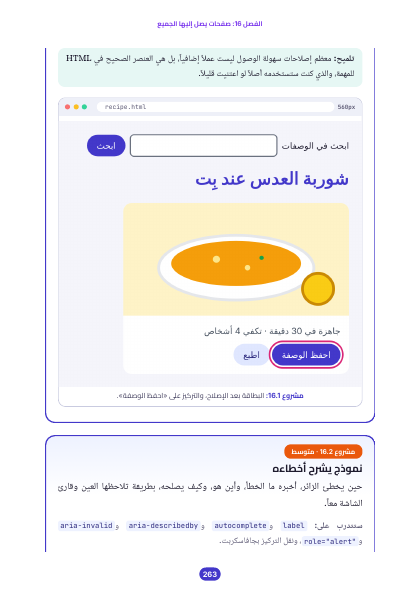 الفصل 16: صفحات يصل إليها الجميع
تلميح: معظم إصلاحات سهولة الوصول ليست عملاً إضافياً، بل هي العنصر الصحيح في HTML
للمهمة، والذي كنت ستستخدمه أصلاً لو اعتنيت قليلاً.
recipe.html
560px
ابحث في الوصفات
ابحث
شوربة العدس عند بِت
جاهزة في 30 دقيقة · تكفي 4 أشخاص
احفظ الوصفة
اطبع
مشروع 16.1: البطاقة بعد الإصلاح، والتركيز على «احفظ الوصفة».
مشروع 16.2 · متوسط
نموذج يشرح أخطاءه
حين يخطئ الزائر، أخبره ما الخطأ، وأين هو، وكيف يصلحه، بطريقة تلاحظها العين وقارئ
الشاشة معاً.
ستتدرب على: label و autocomplete و aria-describedby و aria-invalid
و role="alert"، ونقل التركيز بجافاسكربت.
263